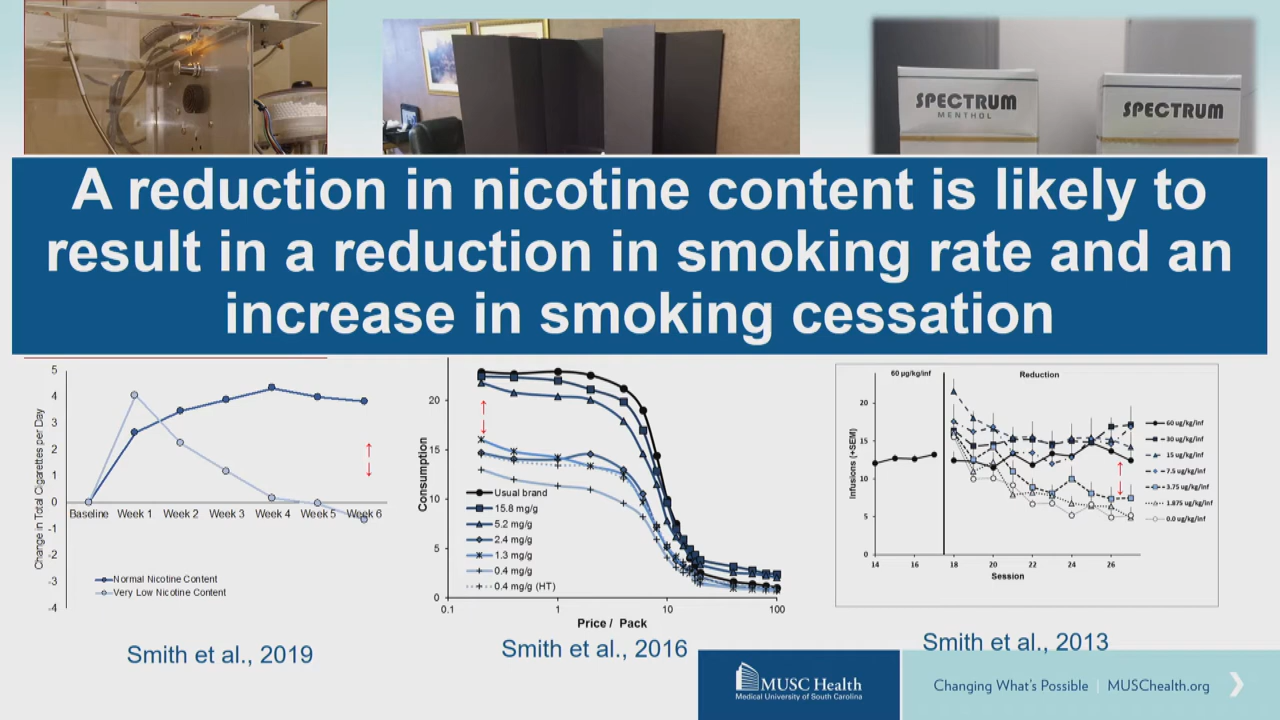 SPECTRUM
MENTHOL
SPECTRUM
A reduction in nicotine content is likely to
result in a reduction in smoking rate and an
increase in smoking cessation
Change in Total Cigarettes per Day
5
4
3
2
1
0
-1
-2
-3
-4
Baseline Week 1 Week 2 Week 3 Week 4 Week 5 Week 6
Normal Nicotine Content
Very Low Nicotine Content
Smith et al., 2019
Consumption
20
15
10
5
0
Usual brand
15.8 mg/g
5.2 mg/g
2.4 mg/g
1.3 mg/g
0.4 mg/g
0.4 mg/g (HT)
0.1 1 10 100
Price / Pack
Smith et al., 2016
60 µg/kg/inf
Reduction
Infusions (+SEM)
20
15
10
5
0
14 16 18 20 22 24 26
Session
60 ug/kg/inf
30 ug/kg/inf
15 ug/kg/inf
7.5 ug/kg/inf
3.75 ug/kg/inf
1.875 ug/kg/inf
0.0 ug/kg/inf
Smith et al., 2013
MUSC Health
Medical University of South Carolina
Changing What's Possible | MUSChealth.org